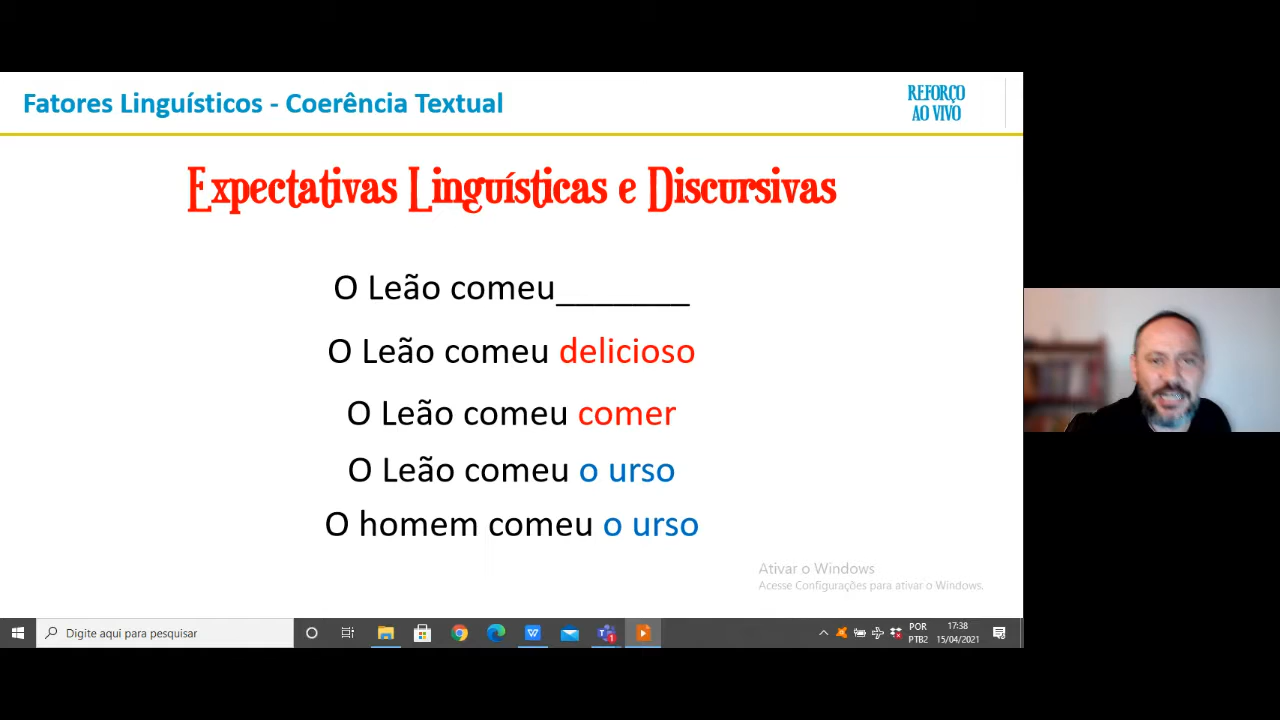 Fatores Linguísticos - Coerência Textual
REFORÇO
AO VIVO
Expectativas Linguísticas e Discursivas
O Leão comeu_______
O Leão comeu delicioso
O Leão comeu comer
O Leão comeu o urso
O homem comeu o urso
Ativar o Windows
Acesse Configurações para ativar o Windows.
Digite aqui para pesquisar
POR
PTB2
17:38
15/04/2021